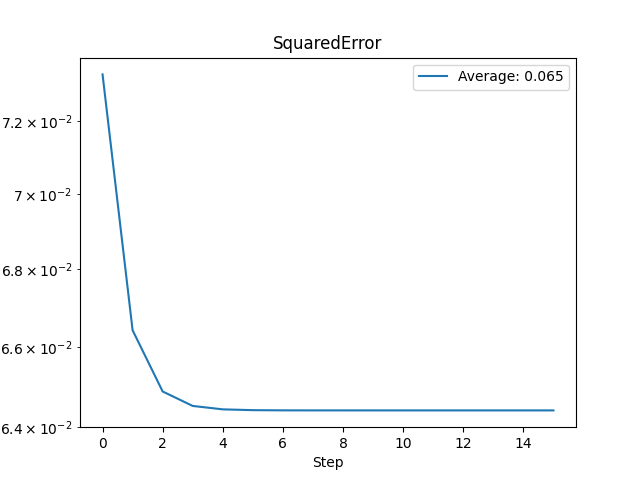 SquaredError
Average: 0.065
7.2 × 10⁻²
7 × 10⁻²
6.8 × 10⁻²
6.6 × 10⁻²
6.4 × 10⁻²
0 2 4 6 8 10 12 14
Step